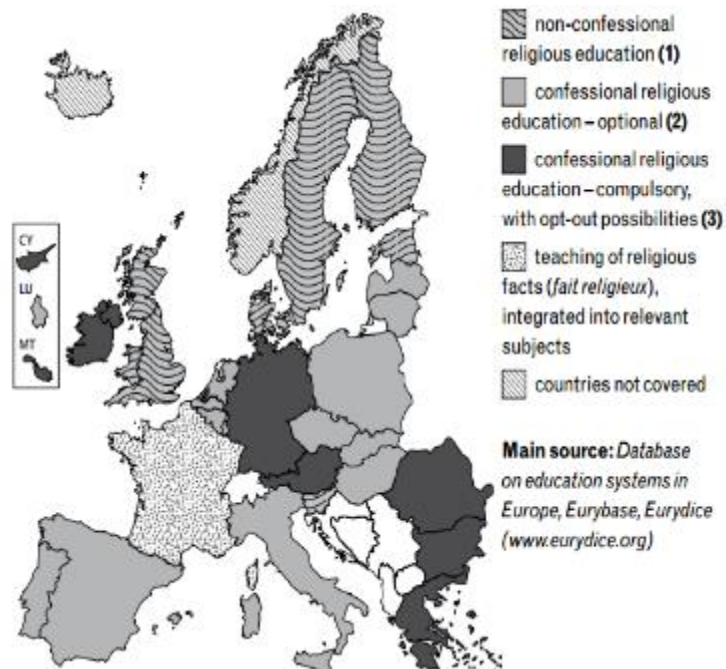 non-confessional
religious education (1)
confessional religious
education – optional (2)
confessional religious
education – compulsory,
with opt-out possibilities (3)
teaching of religious
facts (fait religieux),
integrated into relevant
subjects
countries not covered
Main source: Database
on education systems in
Europe, Eurybase, Eurydice
(www.eurydice.org)
CY
LU
MT